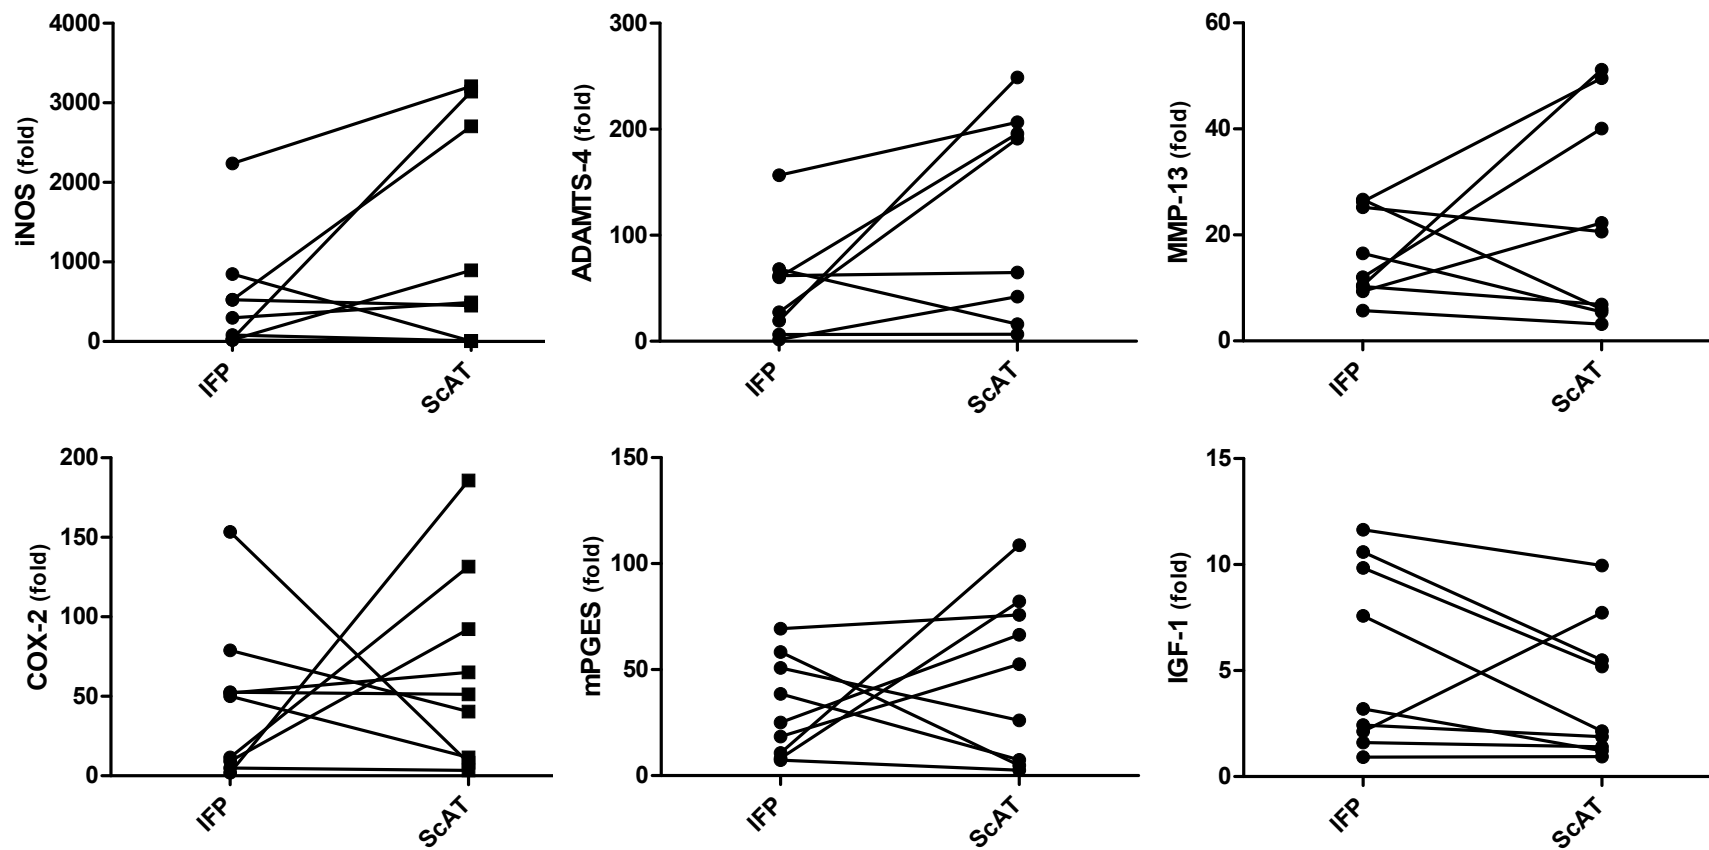 4000
3000
2000
1000
0
iNOS (fold)
IFP
ScAT
300
200
100
0
ADAMTS-4 (fold)
IFP
ScAT
60
40
20
0
MMP-13 (fold)
IFP
ScAT
200
150
100
50
0
COX-2 (fold)
IFP
ScAT
150
100
50
0
mPGES (fold)
IFP
ScAT
15
10
5
0
IGF-1 (fold)
IFP
ScAT